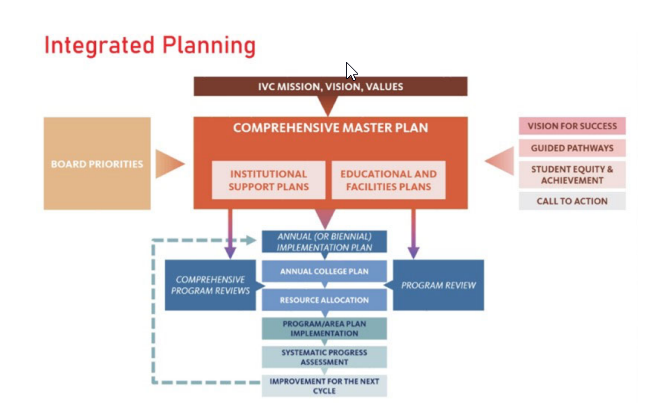 Integrated Planning
IVC MISSION, VISION, VALUES
COMPREHENSIVE MASTER PLAN
INSTITUTIONAL
SUPPORT PLANS
EDUCATIONAL AND
FACILITIES PLANS
BOARD PRIORITIES
VISION FOR SUCCESS
GUIDED PATHWAYS
STUDENT EQUITY &
ACHIEVEMENT
CALL TO ACTION
ANNUAL (OR BIENNIAL)
IMPLEMENTATION PLAN
COMPREHENSIVE
PROGRAM REVIEWS
ANNUAL COLLEGE PLAN
RESOURCE ALLOCATION
PROGRAM REVIEW
PROGRAM/AREA PLAN
IMPLEMENTATION
SYSTEMATIC PROGRESS
ASSESSMENT
IMPROVEMENT FOR THE NEXT
CYCLE